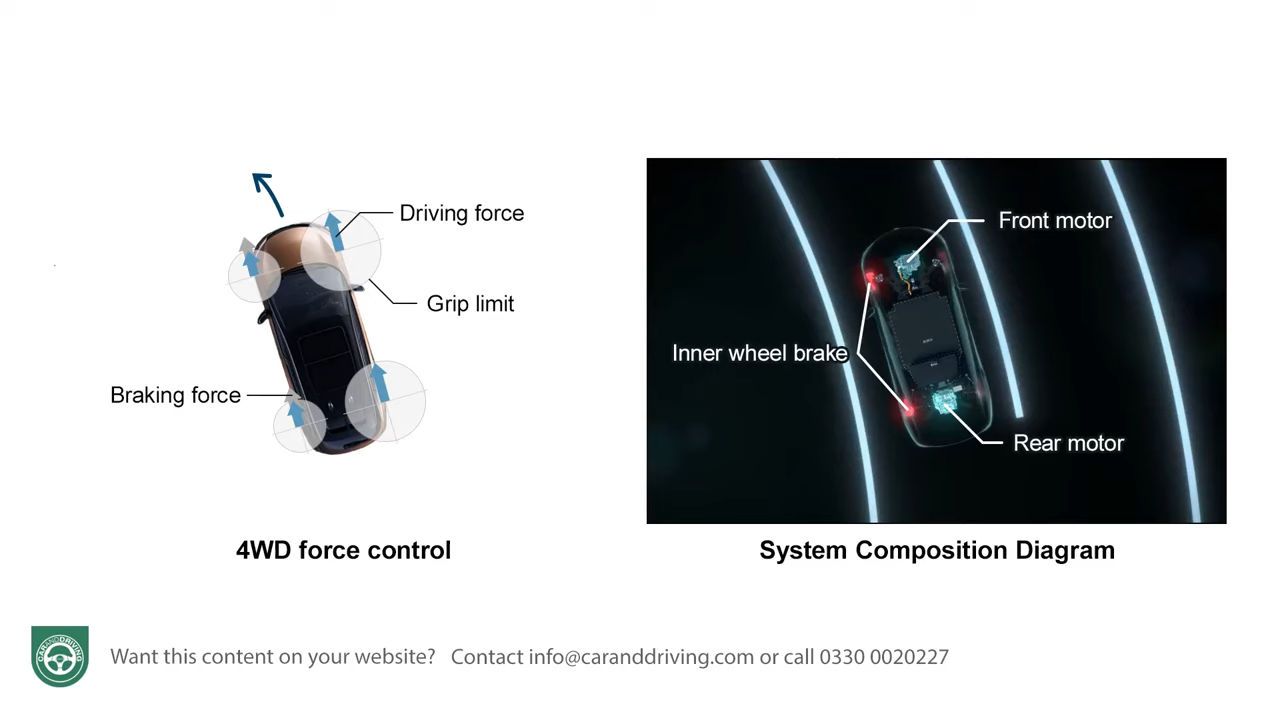 Driving force
Grip limit
Braking force
4WD force control
Front motor
Inner wheel brake
Rear motor
System Composition Diagram
CARANDDRIVING
Want this content on your website? Contact info@caranddriving.com or call 0330 0020227